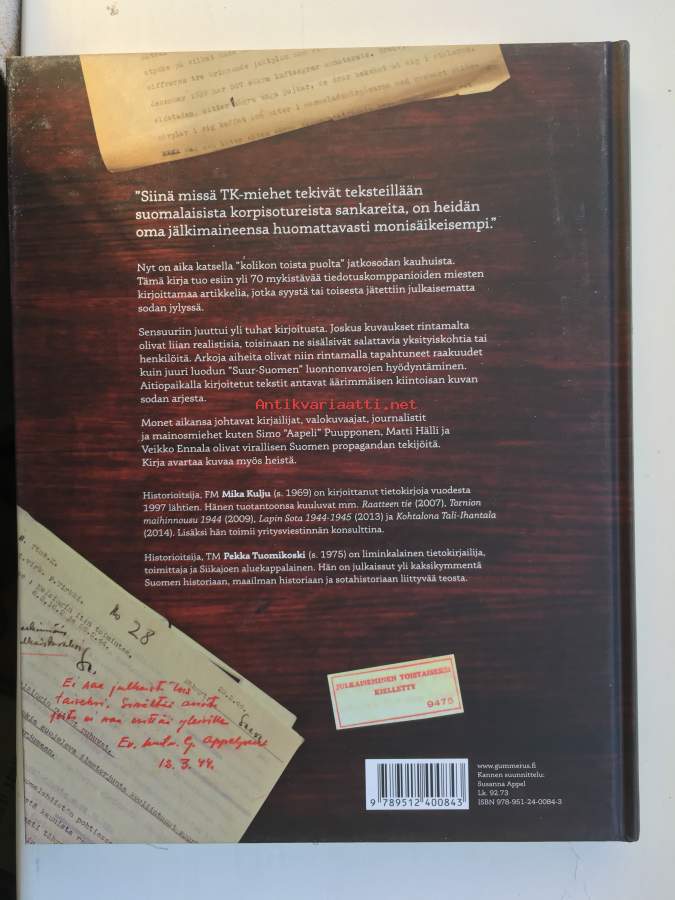 "Siinä missä TK-miehet tekivät teksteillään
suomalaisista korpisotureista sankareita, on heidän
oma jälkimaineensa huomattavasti monisäikeisempi."
Nyt on aika katsella "kolikon toista puolta" jatkosodan kauhuista.
Tämä kirja tuo esiin yli 70 mykistävää tiedotuskomppanioiden miesten
kirjoittamaa artikkelia, jotka syystä tai toisesta jätettiin julkaisematta
sodan jylyssä.
Sensuuriin juuttui yli tuhat kirjoitusta. Joskus kuvaukset rintamalta
olivat liian realistisia, toisinaan ne sisälsivät salattavia yksityiskohtia tai
henkilöitä. Arkoja aiheita olivat niin rintamalla tapahtuneet raakuudet
kuin juuri luodun "Suur-Suomen" luonnonvarojen hyödyntäminen.
Aitiopaikalla kirjoitetut tekstit antavat äärimmäisen kiintoisan kuvan
sodan arjesta.
Antikvariaatti.net
Monet aikansa johtavat kirjailijat, valokuvaajat, journalistit
ja mainosmiehet kuten Simo "Aapeli" Puupponen, Matti Hälli ja
Veikko Ennala olivat virallisen Suomen propagandan tekijöitä.
Kirja avartaa kuvaa myös heistä.
Historioitsija, FM Mika Kulju (s. 1969) on kirjoittanut tietokirjoja vuodesta
1997 lähtien. Hänen tuotantoonsa kuuluvat mm. Raatteen tie (2007), Tornion
maihinnousu 1944 (2009), Lapin Sota 1944-1945 (2013) ja Kohtalona Tali-Ihantala
(2014). Lisäksi hän toimii yritysviestinnän konsulttina.
Historioitsija, TM Pekka Tuomikoski (s. 1975) on liminkalainen tietokirjailija,
toimittaja ja Siikajoen aluekappalainen. Hän on julkaissut yli kaksikymmentä
Suomen historiaan, maailman historiaan ja sotahistoriaan liittyvää teosta.
No 28
Ei saa julkaista
13.3.44.
JULKAISEMINEN TOISTAISEKSI
KIELLETTY
9475
www.gummerus.fi
Kannen suunnittelu:
Susanna Appel
Lk. 92.73
ISBN 978-951-24-0084-3
9 789512 400843